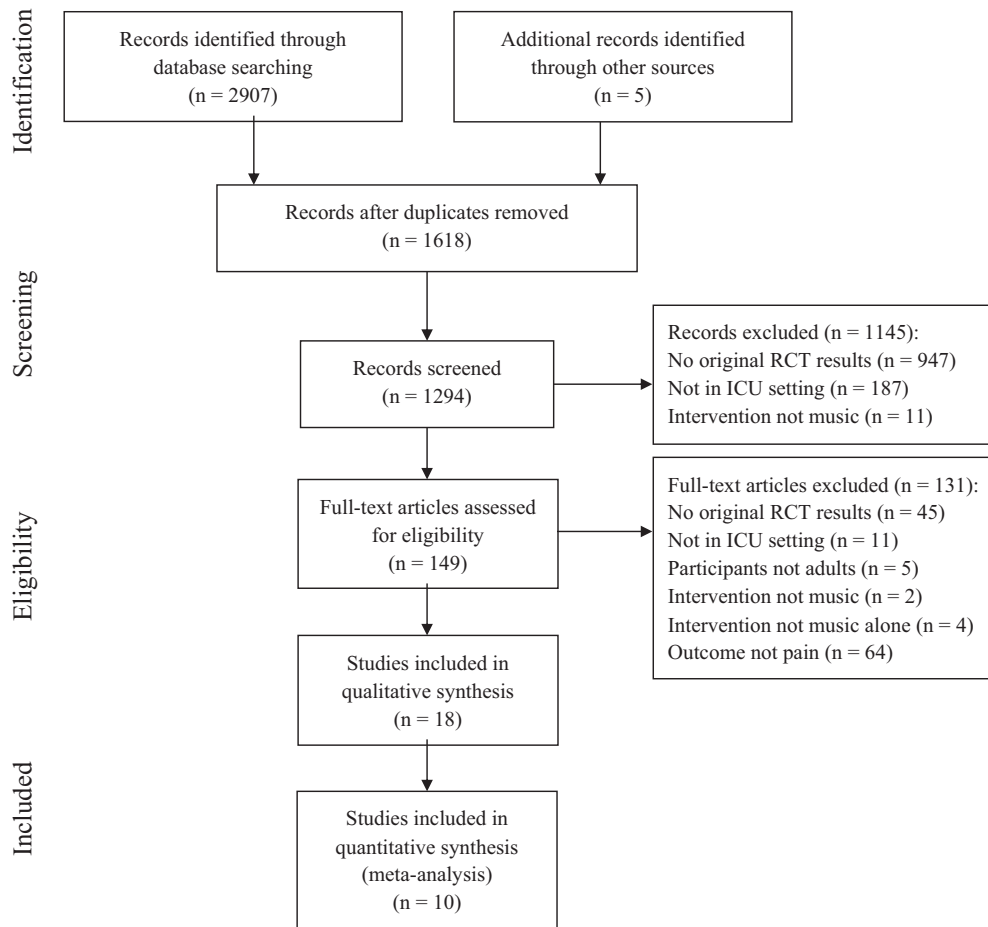 Identification
Records identified through
database searching
(n = 2907)
Additional records identified
through other sources
(n = 5)
Records after duplicates removed
(n = 1618)
Screening
Records screened
(n = 1294)
Records excluded (n = 1145):
No original RCT results (n = 947)
Not in ICU setting (n = 187)
Intervention not music (n = 11)
Eligibility
Full-text articles assessed
for eligibility
(n = 149)
Full-text articles excluded (n = 131):
No original RCT results (n = 45)
Not in ICU setting (n = 11)
Participants not adults (n = 5)
Intervention not music (n = 2)
Intervention not music alone (n = 4)
Outcome not pain (n = 64)
Studies included in
qualitative synthesis
(n = 18)
Included
Studies included in
quantitative synthesis
(meta-analysis)
(n = 10)